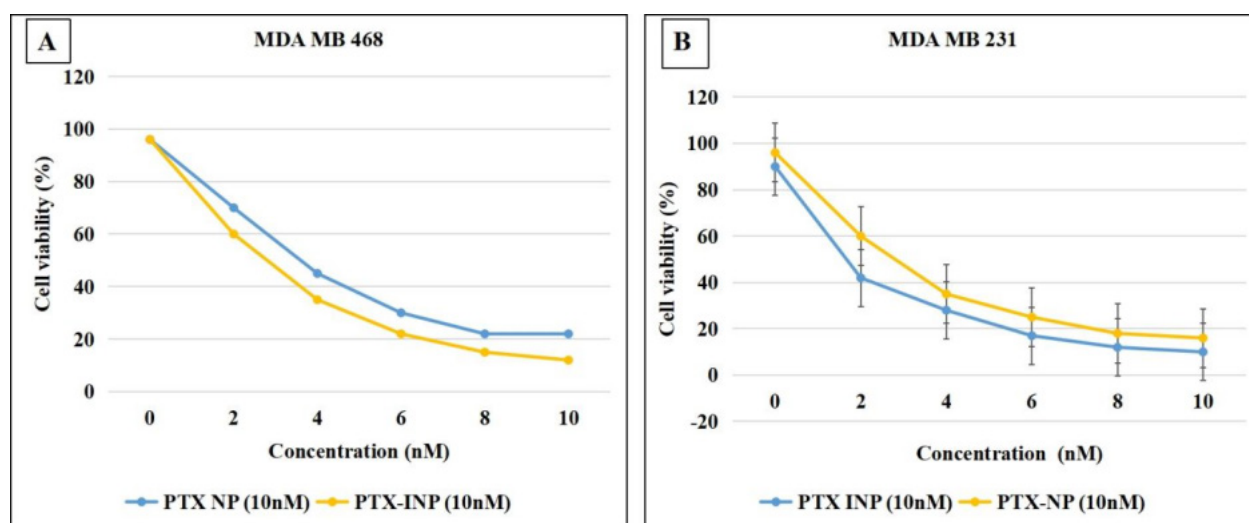 A
MDA MB 468
120
100
80
60
40
20
0
Cell viability (%)
0 2 4 6 8 10
Concentration (nM)
PTX NP (10nM) PTX-INP (10nM)
B
MDA MB 231
120
100
80
60
40
20
0
-20
Cell viability (%)
0 2 4 6 8 10
Concentration (nM)
PTX INP (10nM) PTX-NP (10nM)